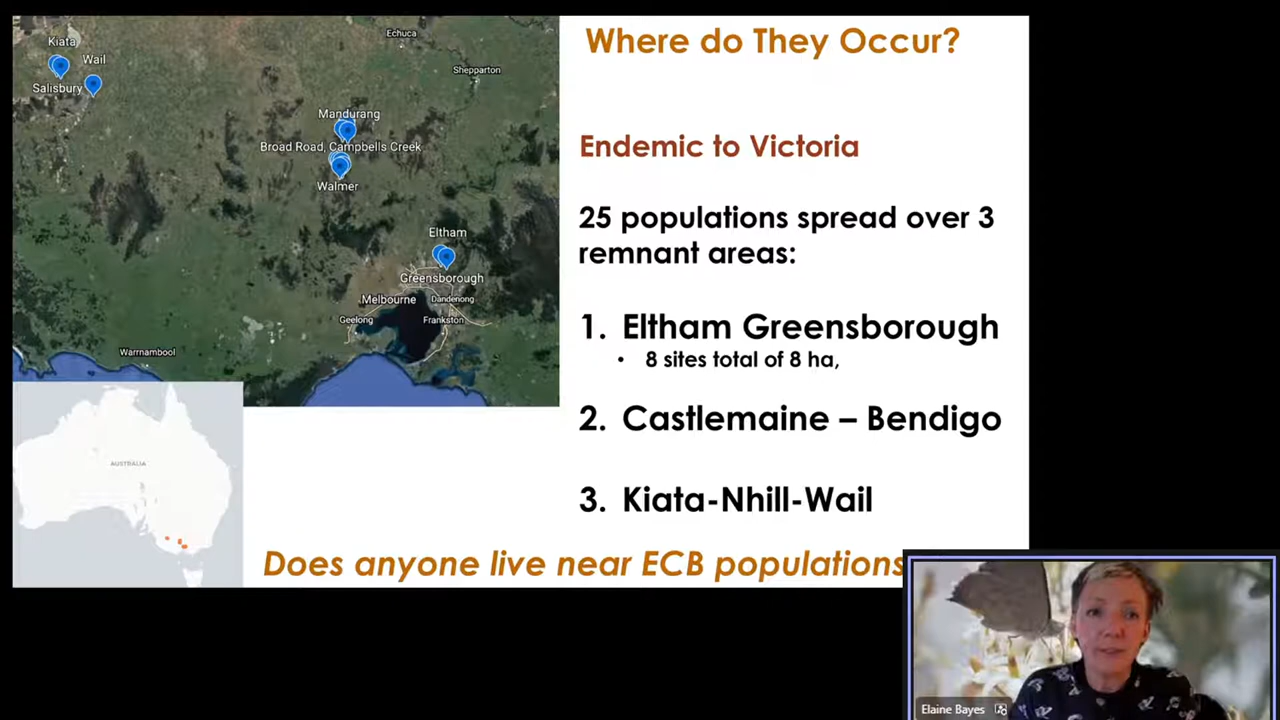 Where do They Occur?
Endemic to Victoria
25 populations spread over 3
remnant areas:
1. Eltham Greensborough
• 8 sites total of 8 ha,
2. Castlemaine – Bendigo
3. Kiata-Nhill-Wail
Does anyone live near ECB populations
Kiata
Wail
Salisbury
Echuca
Shepparton
Mandurang
Broad Road, Campbells Creek
Walmer
Eltham
Greensborough
Melbourne
Dandenong
Geelong
Frankston
Warrnambool
AUSTRALIA
Elaine Bayes